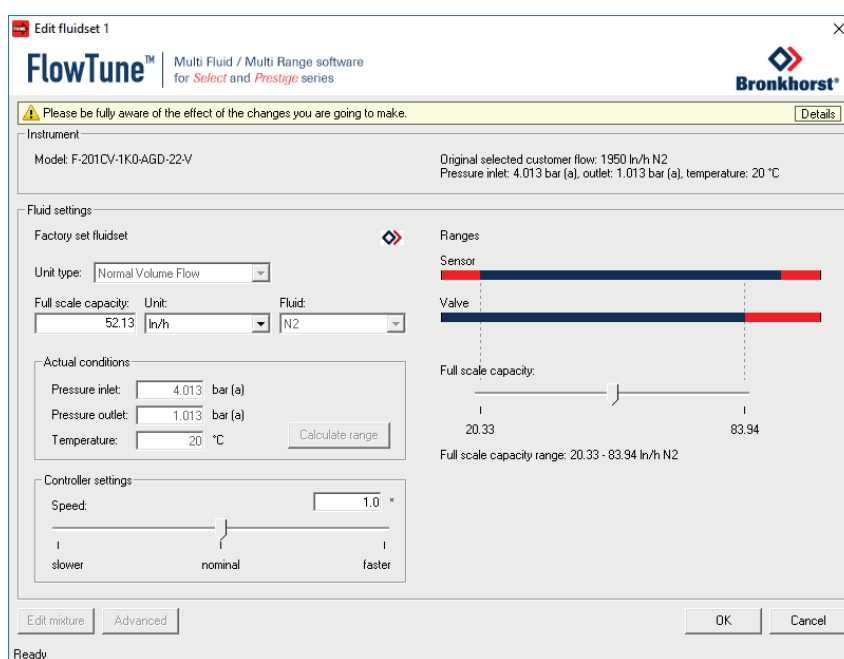 Edit fluidset 1
FlowTune™
Multi Fluid / Multi Range software
for Select and Prestige series
Bronkhorst®
Please be fully aware of the effect of the changes you are going to make.
Details
Instrument
Model: F-201CV-1K0-AGD-22-V
Original selected customer flow: 1950 ln/h N2
Pressure inlet: 4.013 bar (a), outlet: 1.013 bar (a), temperature: 20 °C
Fluid settings
Factory set fluidset
Unit type: Normal Volume Flow
Full scale capacity: Unit: Fluid:
52.13 ln/h N2
Actual conditions
Pressure inlet: 4.013 bar (a)
Pressure outlet: 1.013 bar (a)
Temperature: 20 °C
Calculate range
Controller settings
Speed: 1.0 "
slower nominal faster
Ranges
Sensor
Valve
Full scale capacity:
20.33 83.94
Full scale capacity range: 20.33 - 83.94 ln/h N2
Edit mixture Advanced OK Cancel
Ready